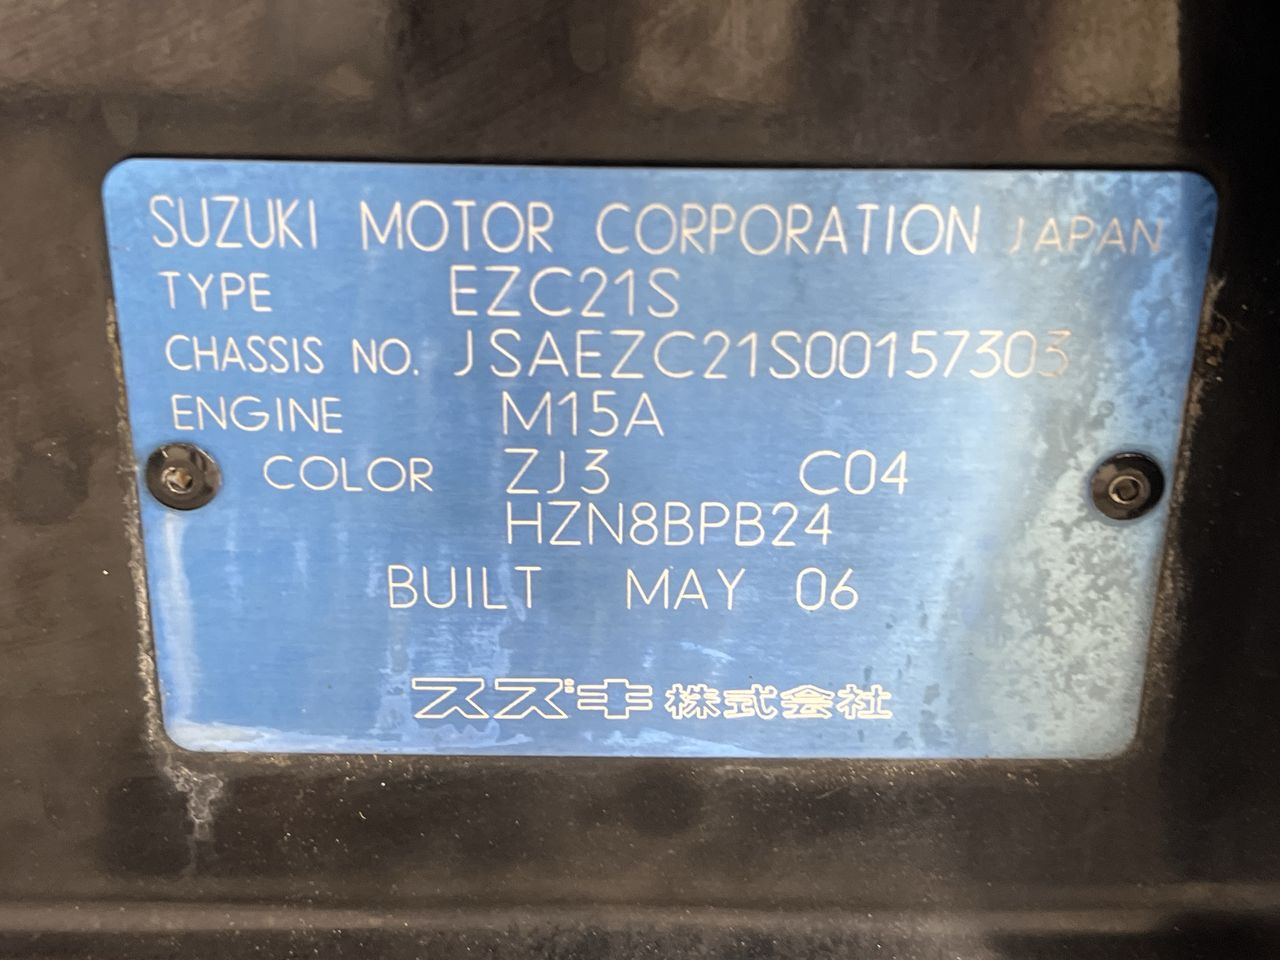 SUZUKI MOTOR CORPORATION JAPAN
TYPE EZC21S
CHASSIS NO. JSAEZC21S00157303
ENGINE M15A
COLOR ZJ3 C04
HZN8BPB24
BUILT MAY 06
スズキ株式会社